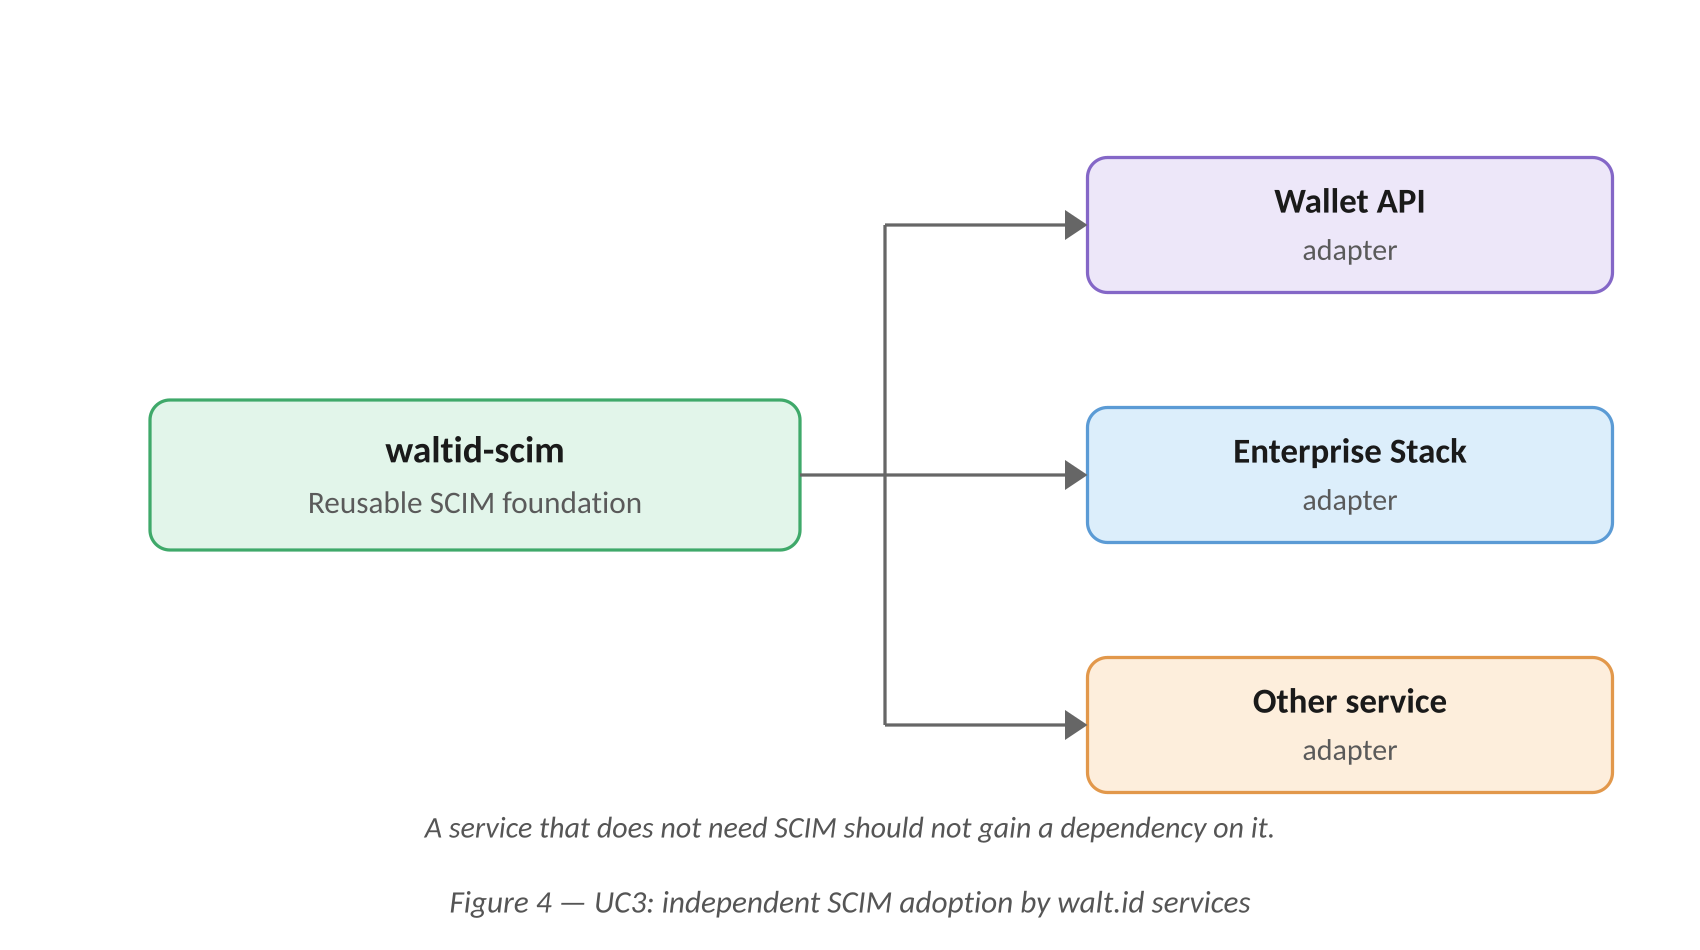 Wallet API
adapter
waltid-scim
Reusable SCIM foundation
Enterprise Stack
adapter
Other service
adapter
A service that does not need SCIM should not gain a dependency on it.
Figure 4 — UC3: independent SCIM adoption by walt.id services